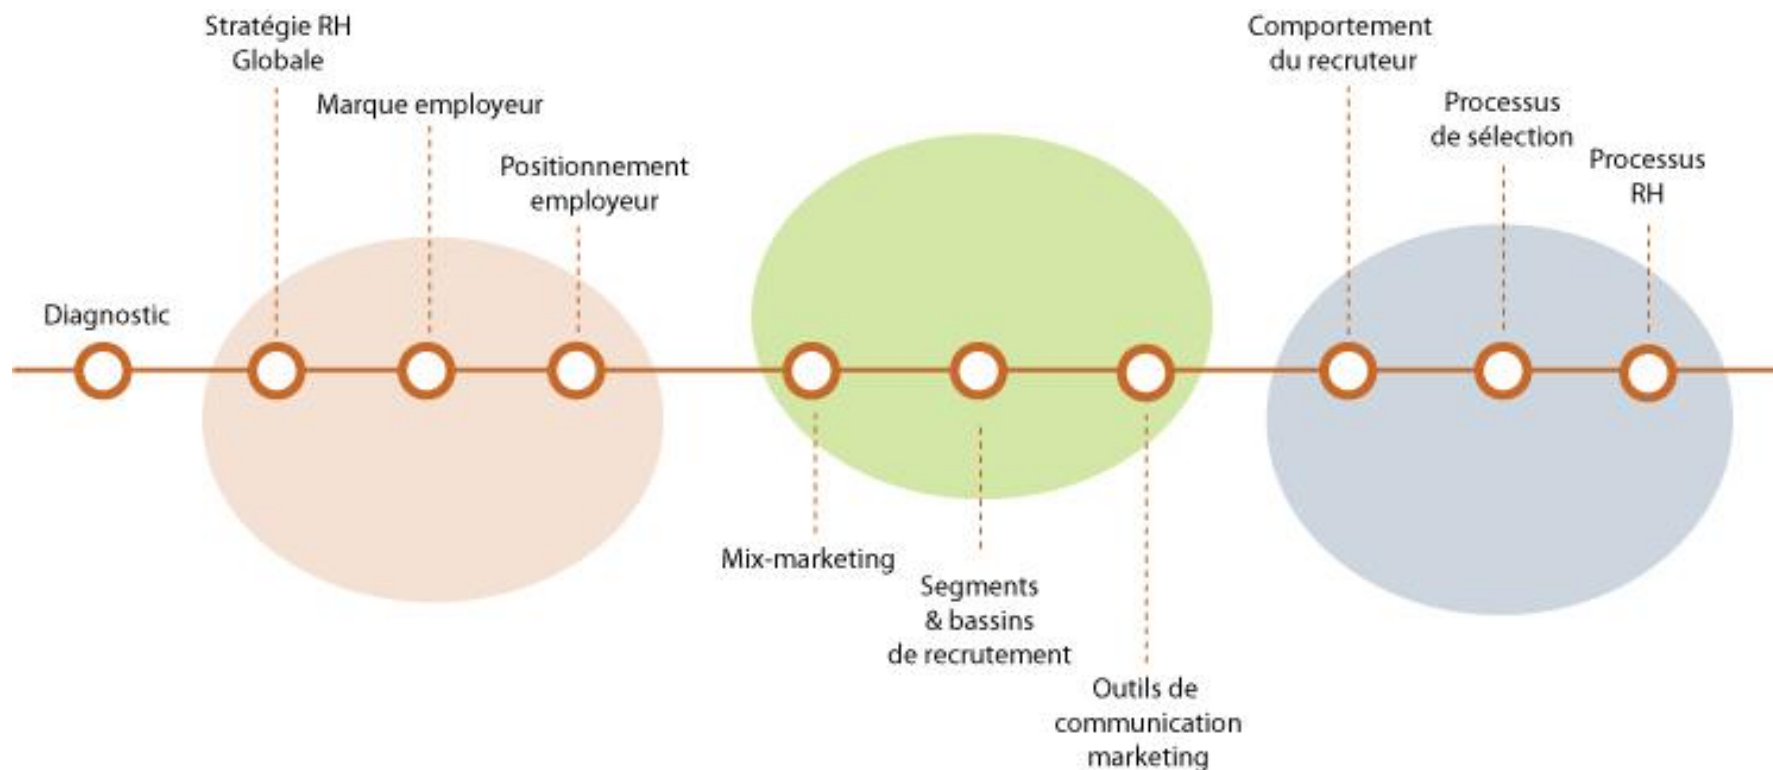 Stratégie RH
Globale
Marque employeur
Positionnement
employeur
Comportement
du recruteur
Processus
de sélection
Processus
RH
Diagnostic
Mix-marketing
Segments
& bassins
de recrutement
Outils de
communication
marketing